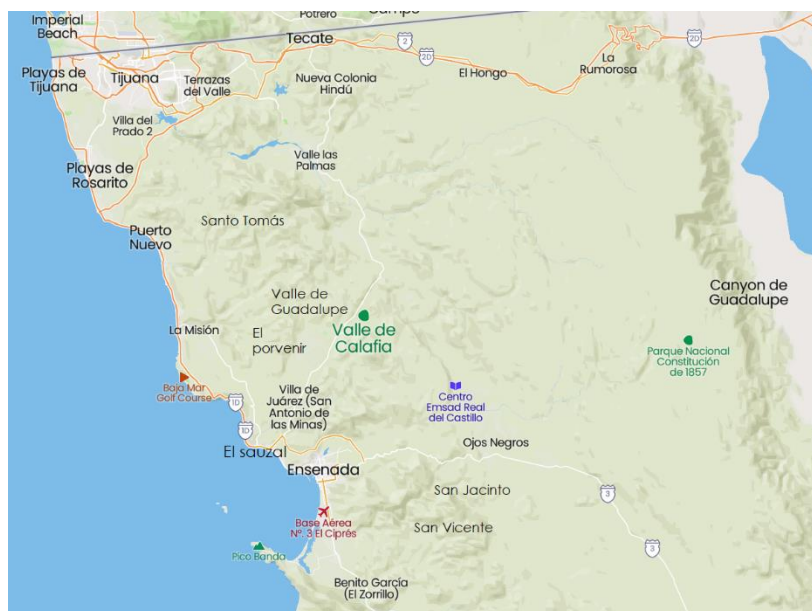 Potrero
Campo
Imperial
Beach
Tecate
2
2D
2D
La
Rumorosa
Playas de
Tijuana
Tijuana
Terrazas
del Valle
Nueva Colonia
Hindú
El Hongo
Villa del
Prado 2
Valle las
Palmas
Playas de
Rosarito
Santo Tomás
Puerto
Nuevo
Valle de
Guadalupe
Canyon de
Guadalupe
La Misión
El
porvenir
Valle de
Calafia
Parque Nacional
Constitución
de 1857
Baja Mar
Golf Course
Villa de
Juárez (San
Antonio de
las Minas)
Centro
Emsad Real
del Castillo
1D
1D
El sauzal
Ensenada
Ojos Negros
San Jacinto
3
Base Aérea
Nº. 3 El Ciprés
San Vicente
3
Pico Banda
Benito García
(El Zorrillo)